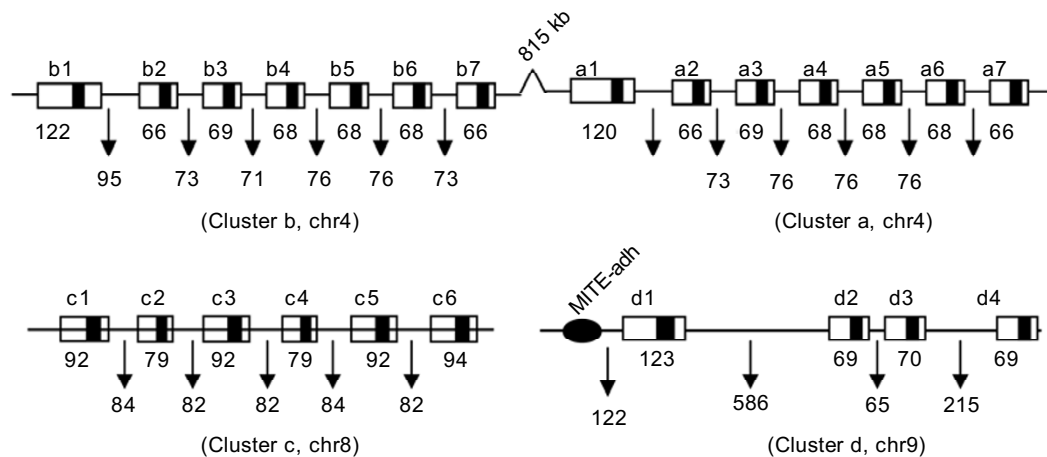 815 kb
b1 b2 b3 b4 b5 b6 b7
122 66 69 68 68 68 66
95 73 71 76 76 73
(Cluster b, chr4)
a1 a2 a3 a4 a5 a6 a7
120 66 69 68 68 68 66
73 76 76 76
(Cluster a, chr4)
c1 c2 c3 c4 c5 c6
92 79 92 79 92 94
84 82 82 84 82
(Cluster c, chr8)
MITE-adh
d1 d2 d3 d4
123 69 70 69
122 586 65 215
(Cluster d, chr9)